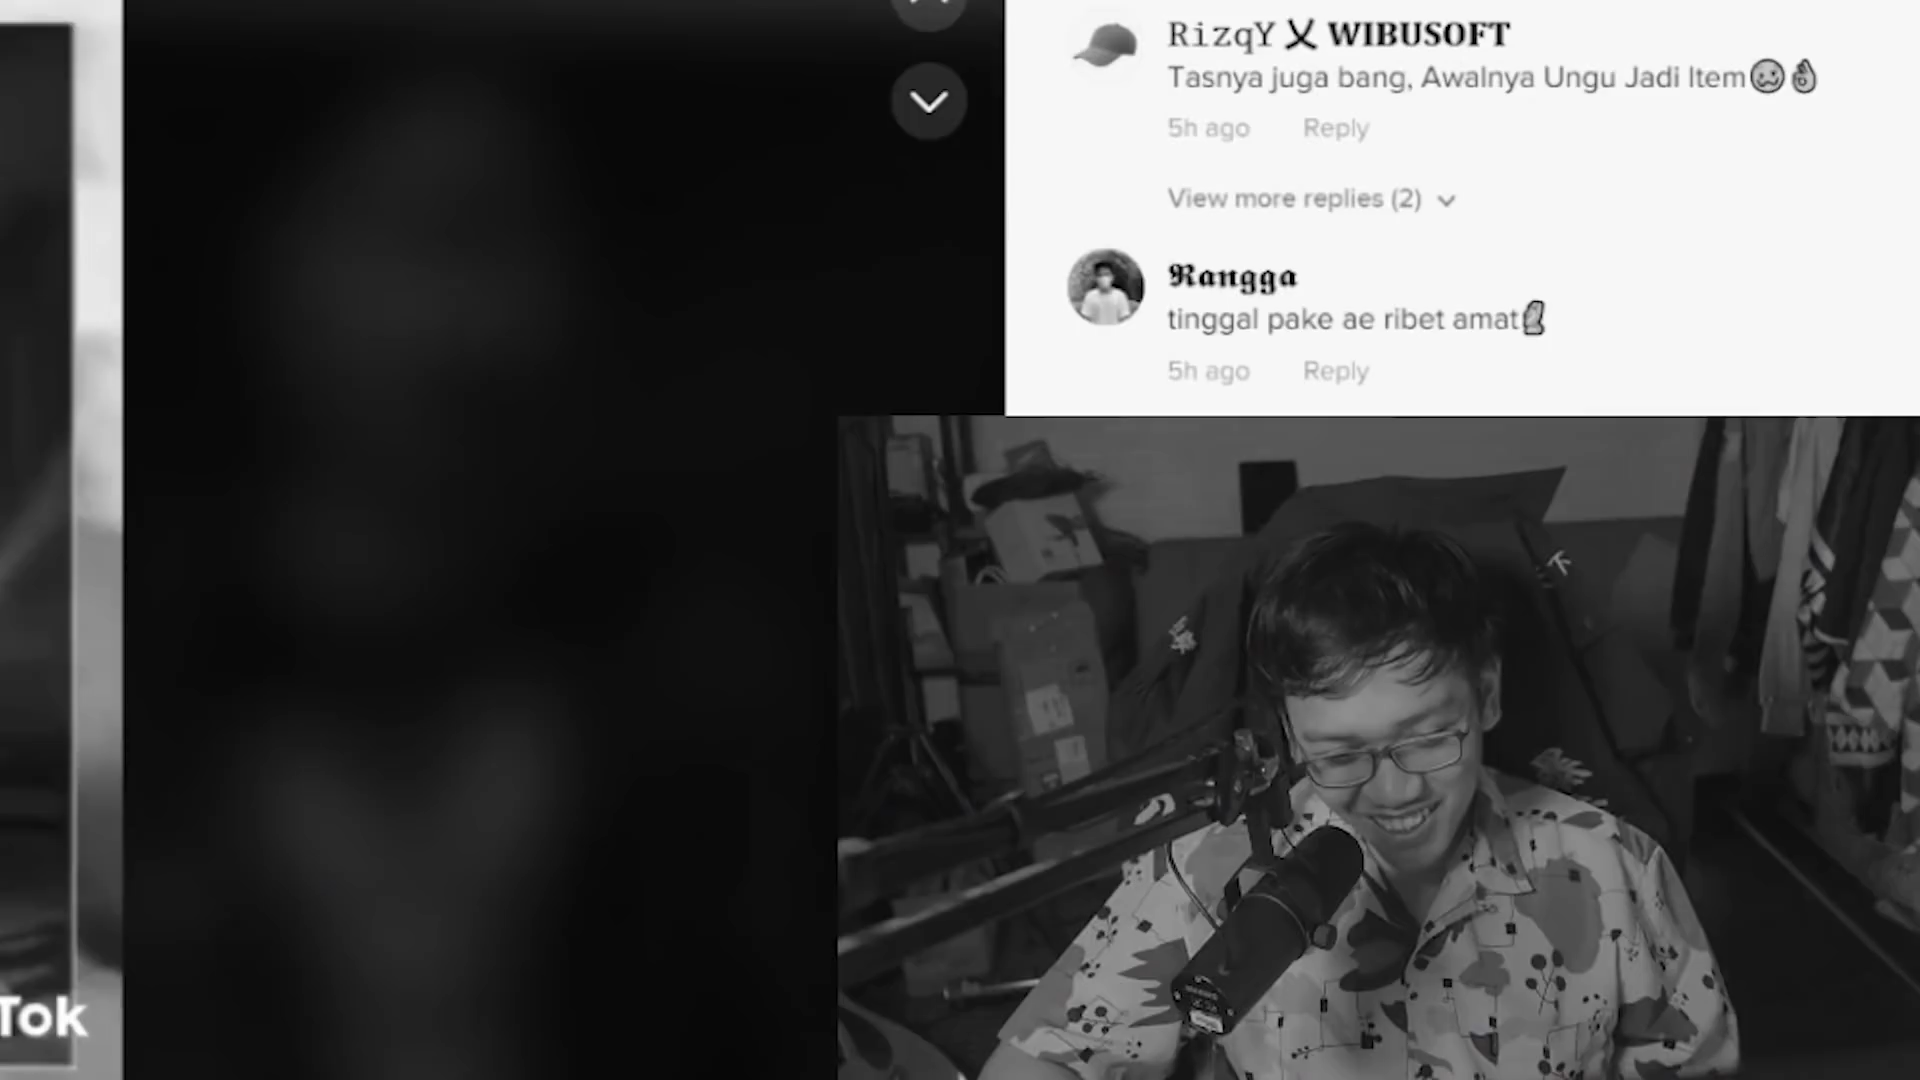 RizqY 乂 WIBUSOFT
Tasnya juga bang, Awalnya Ungu Jadi Item🥴👌
5h ago Reply
View more replies (2)
Rangga
tinggal pake ae ribet amat🗿
5h ago Reply
Tok